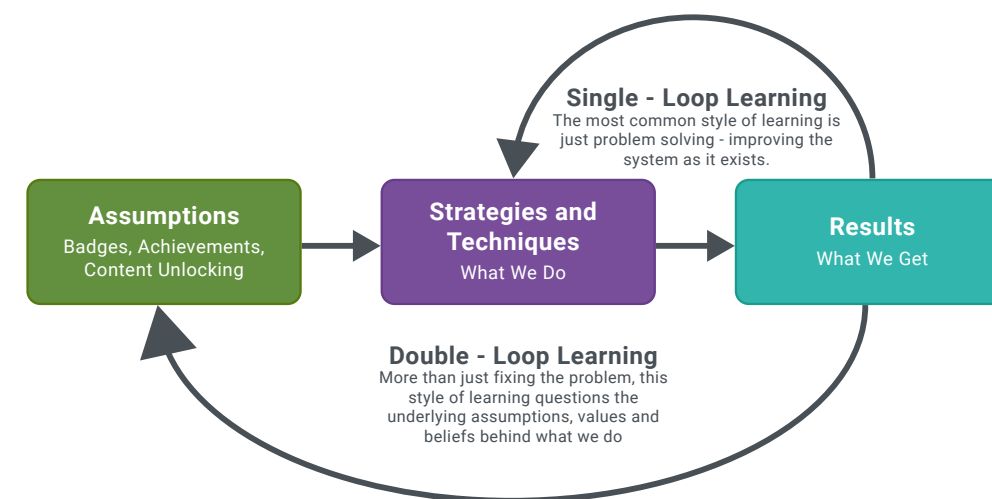 Single - Loop Learning
The most common style of learning is
just problem solving - improving the
system as it exists.
Assumptions
Badges, Achievements,
Content Unlocking
Strategies and
Techniques
What We Do
Results
What We Get
Double - Loop Learning
More than just fixing the problem, this
style of learning questions the
underlying assumptions, values and
beliefs behind what we do